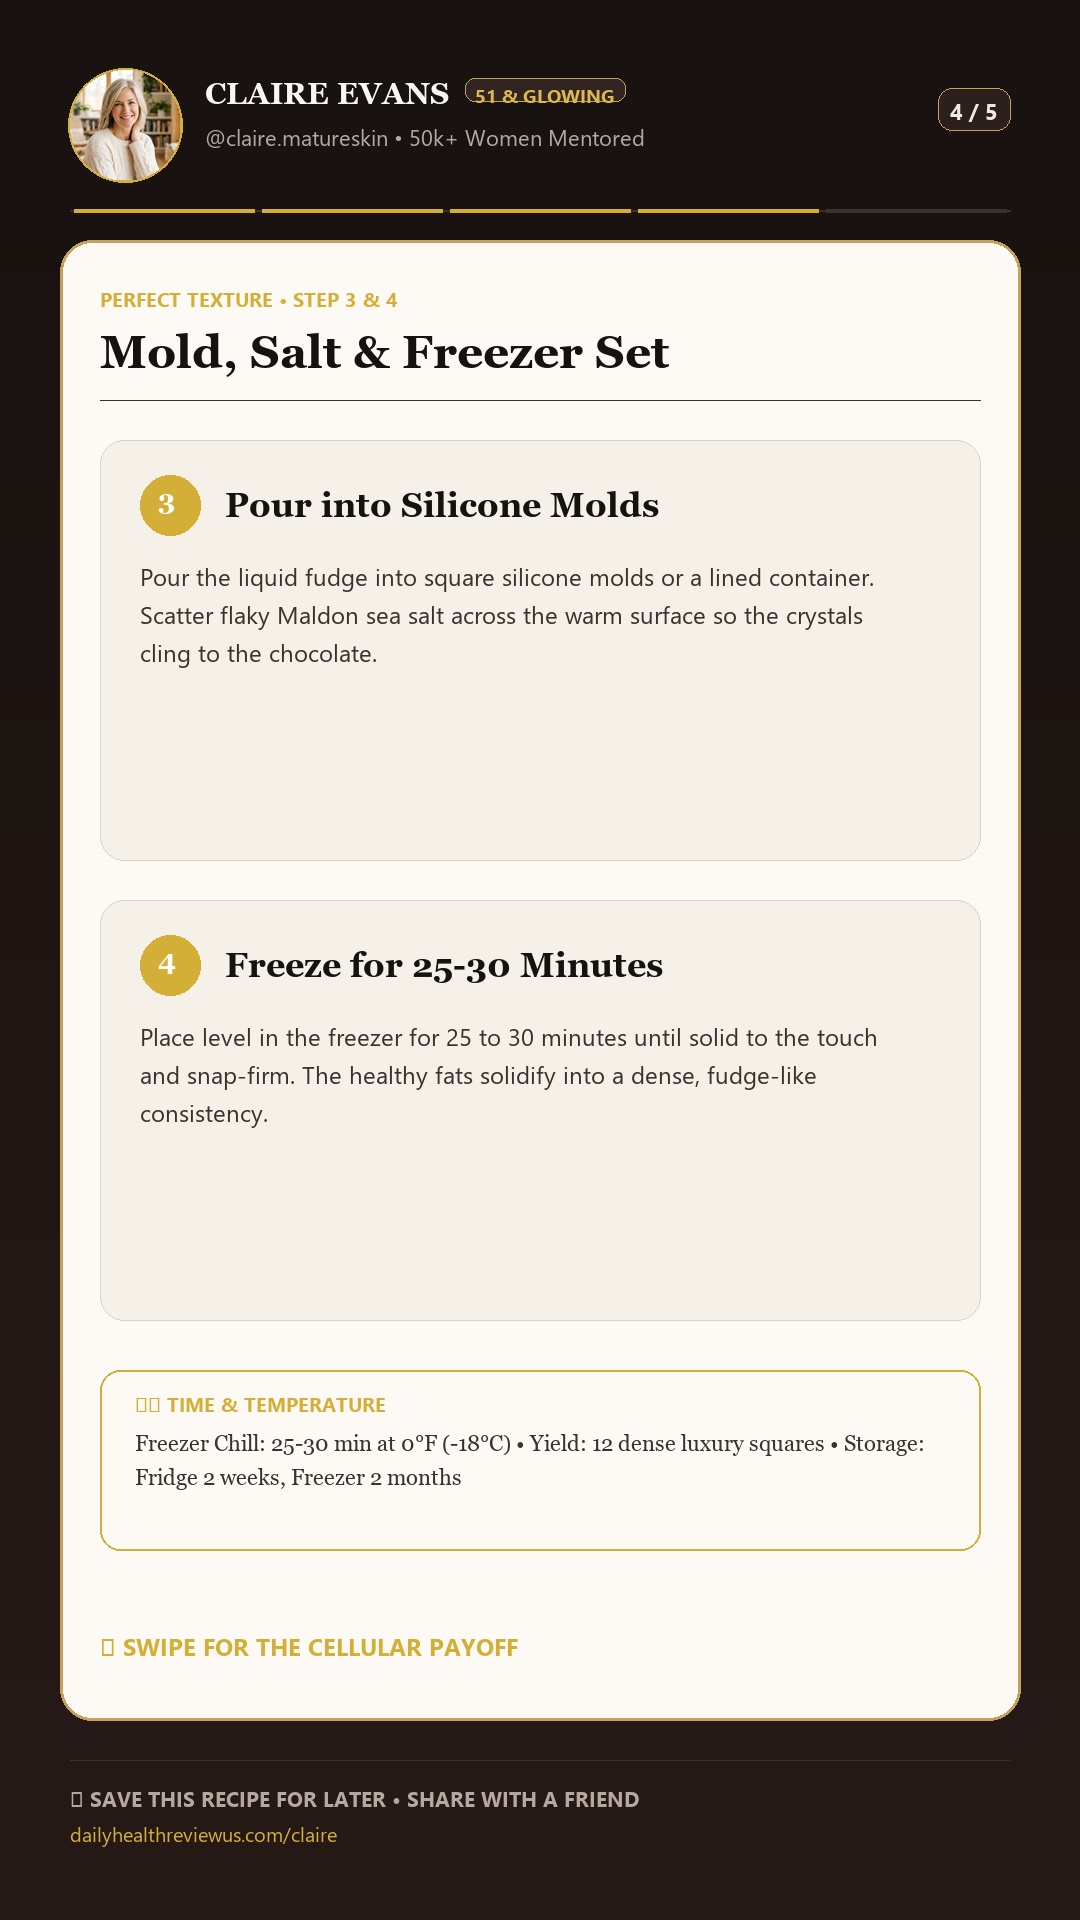 CLAIRE EVANS 51 & GLOWING
@claire.matureskin • 50k+ Women Mentored
4 / 5
PERFECT TEXTURE • STEP 3 & 4
Mold, Salt & Freezer Set
3 Pour into Silicone Molds
Pour the liquid fudge into square silicone molds or a lined container.
Scatter flaky Maldon sea salt across the warm surface so the crystals
cling to the chocolate.
4 Freeze for 25-30 Minutes
Place level in the freezer for 25 to 30 minutes until solid to the touch
and snap-firm. The healthy fats solidify into a dense, fudge-like
consistency.
TIME & TEMPERATURE
Freezer Chill: 25-30 min at 0°F (-18°C) • Yield: 12 dense luxury squares • Storage:
Fridge 2 weeks, Freezer 2 months
SWIPE FOR THE CELLULAR PAYOFF
SAVE THIS RECIPE FOR LATER • SHARE WITH A FRIEND
dailyhealthreviewus.com/claire